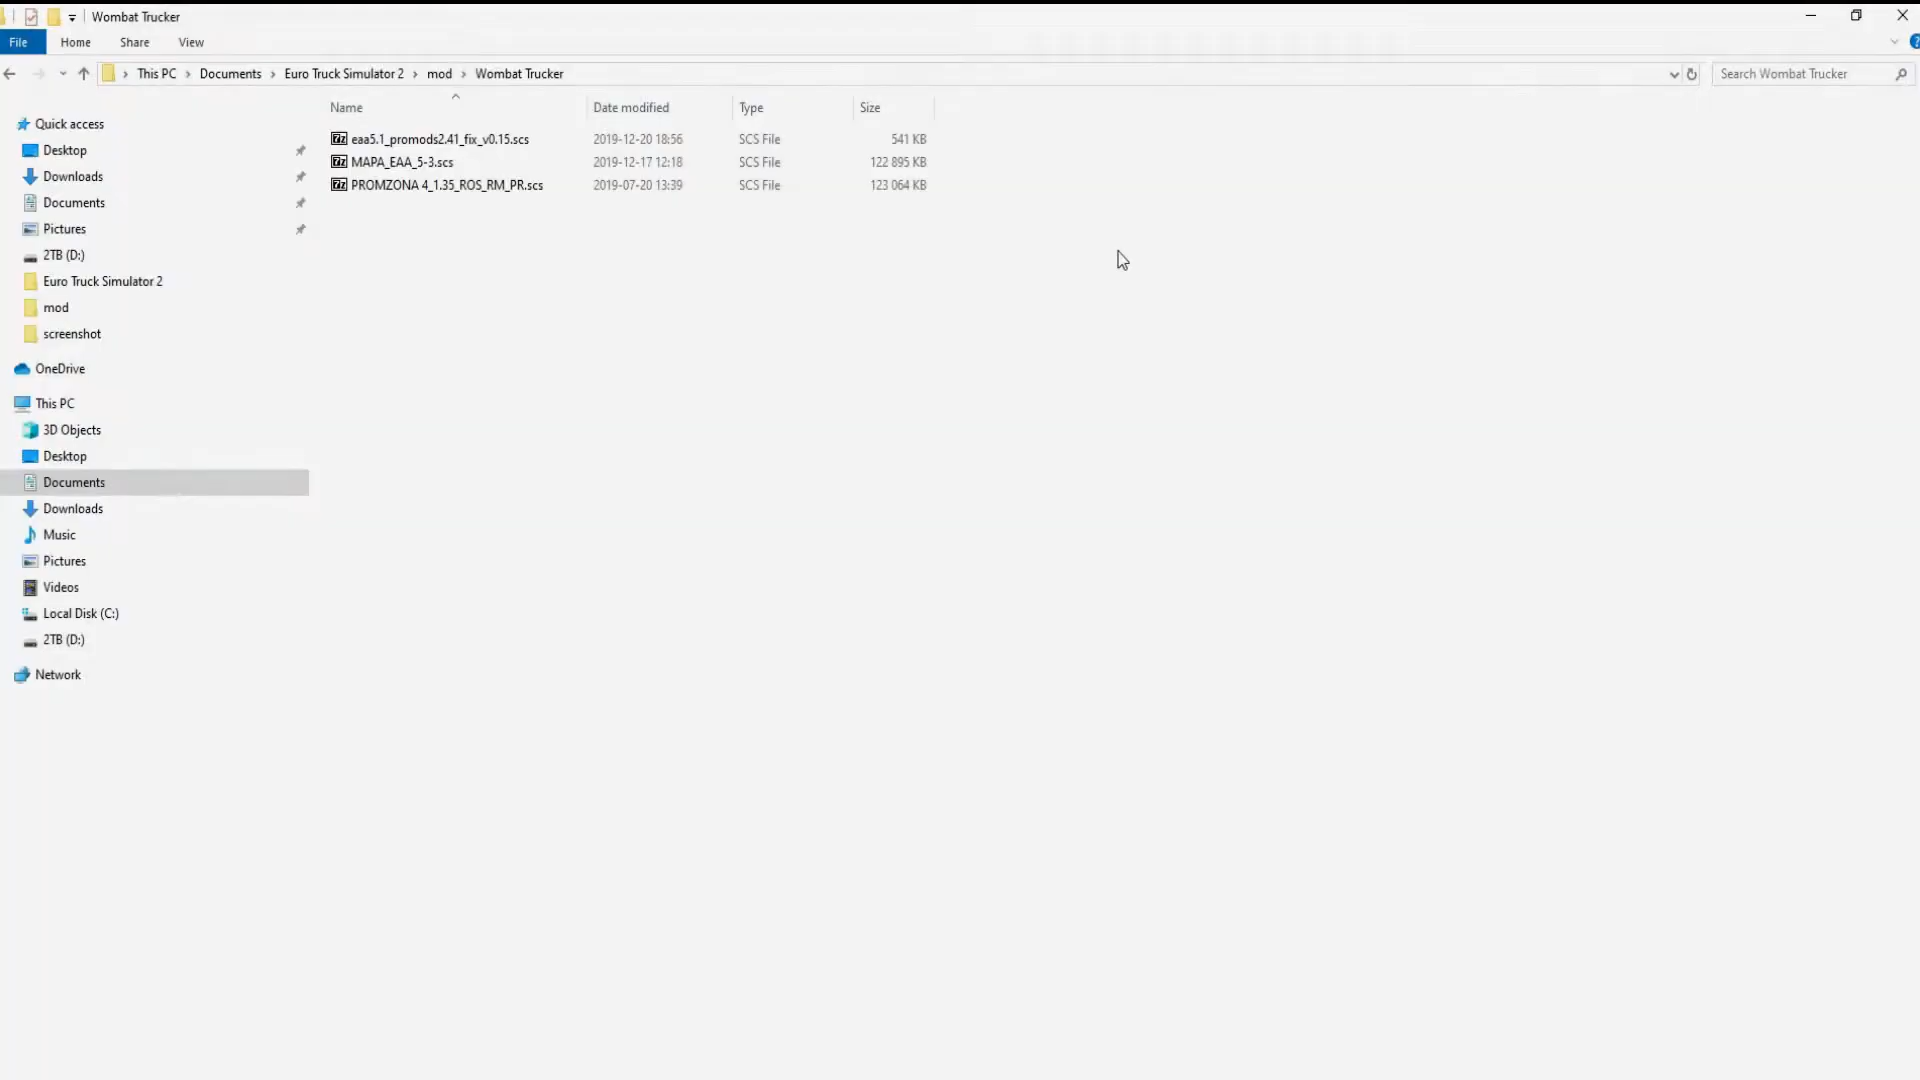 Wombat Trucker
File Home Share View
This PC > Documents > Euro Truck Simulator 2 > mod > Wombat Trucker
Search Wombat Trucker
Name Date modified Type Size
eaa5.1_promods2.41_fix_v0.15.scs 2019-12-20 18:56 SCS File 541 KB
MAPA_EAA_5-3.scs 2019-12-17 12:18 SCS File 122 895 KB
PROMZONA 4_1.35_ROS_RM_PR.scs 2019-07-20 13:39 SCS File 123 064 KB
Quick access
Desktop
Downloads
Documents
Pictures
2TB (D:)
Euro Truck Simulator 2
mod
screenshot
OneDrive
This PC
3D Objects
Desktop
Documents
Downloads
Music
Pictures
Videos
Local Disk (C:)
2TB (D:)
Network